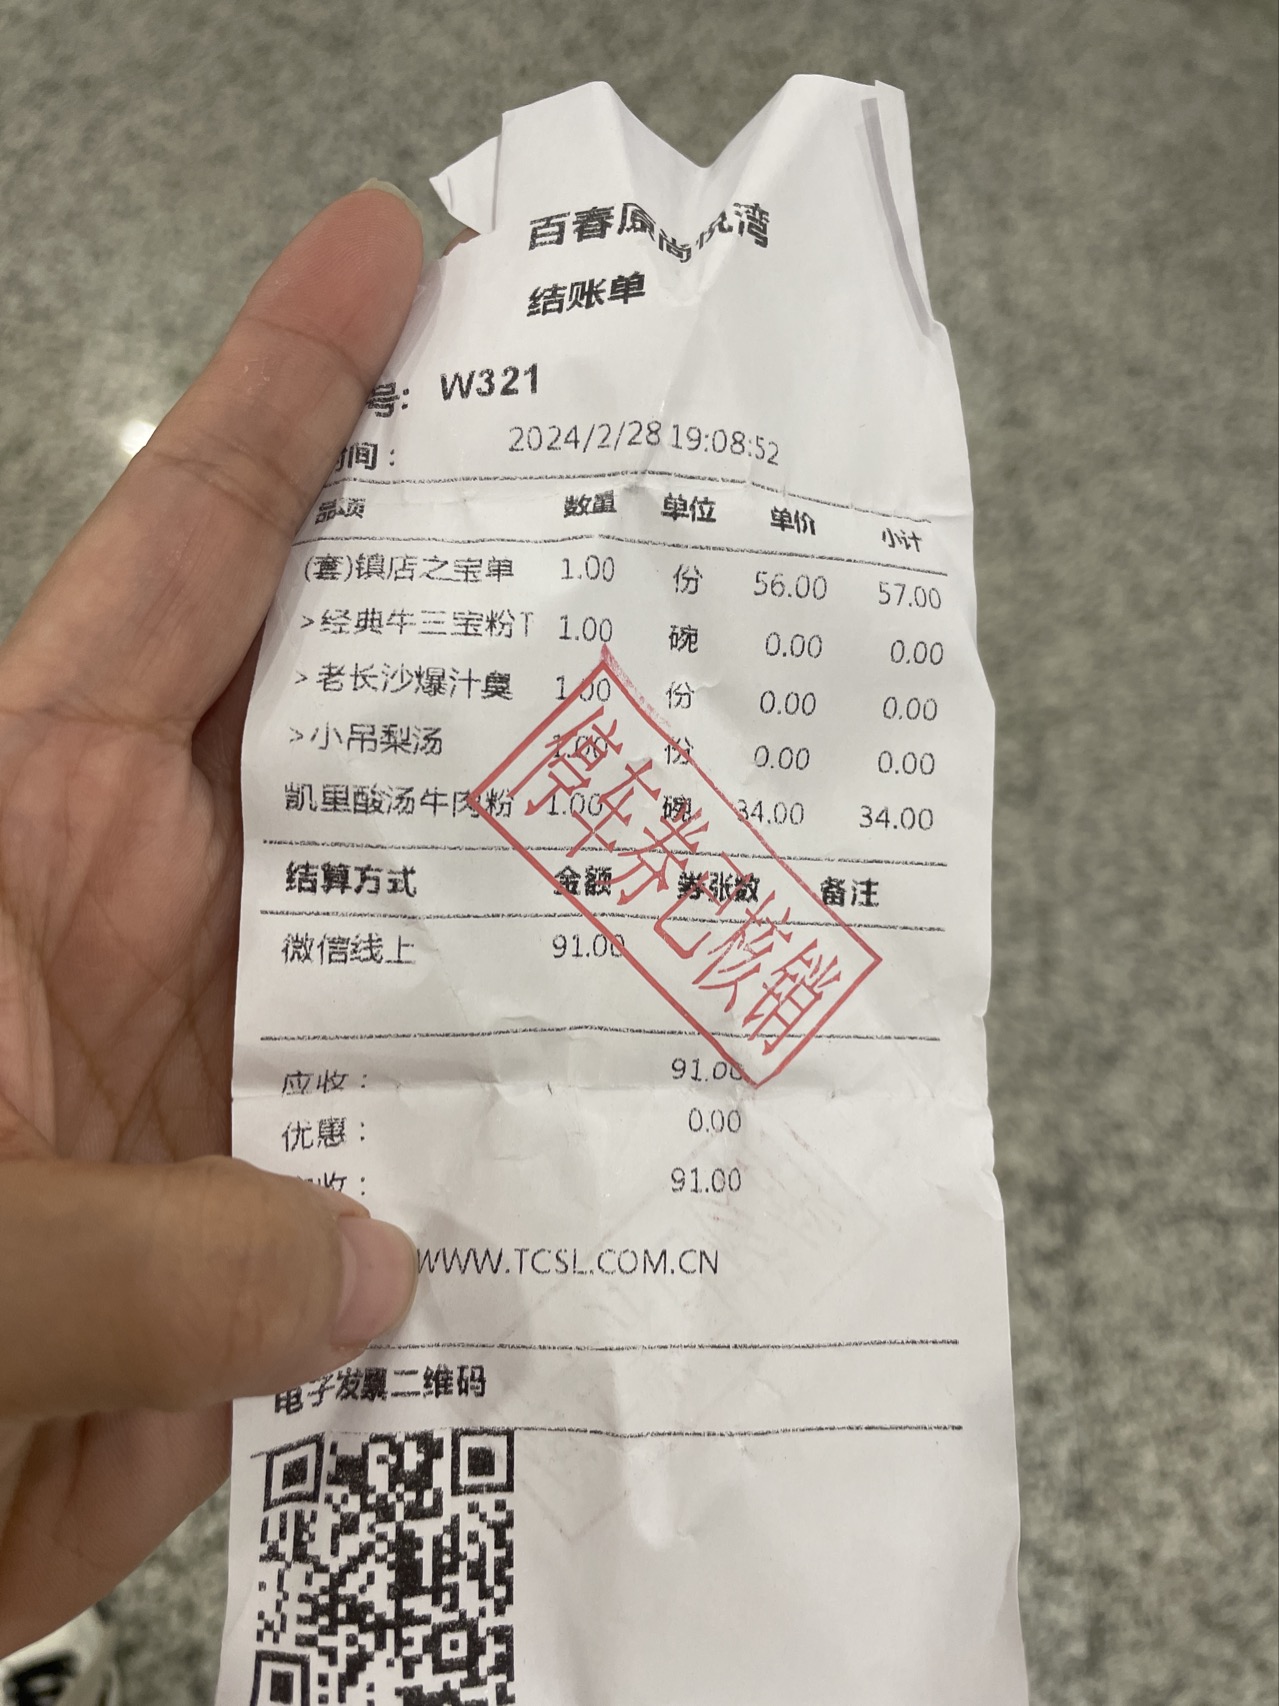 百春原尚悦湾
结账单
号： W321
时间： 2024/2/28 19:08:52
品项 数量 单位 单价 小计
(套)镇店之宝单 1.00 份 56.00 57.00
>经典牛三宝粉T 1.00 碗 0.00 0.00
>老长沙爆汁臭 1.00 份 0.00 0.00
>小吊梨汤 1.00 份 0.00 0.00
凯里酸汤牛肉粉 1.00 碗 34.00 34.00
停车券已核销
结算方式 金额 券张数 备注
微信线上 91.00
应收： 91.00
优惠： 0.00
收： 91.00
WWW.TCSL.COM.CN
电子发票二维码